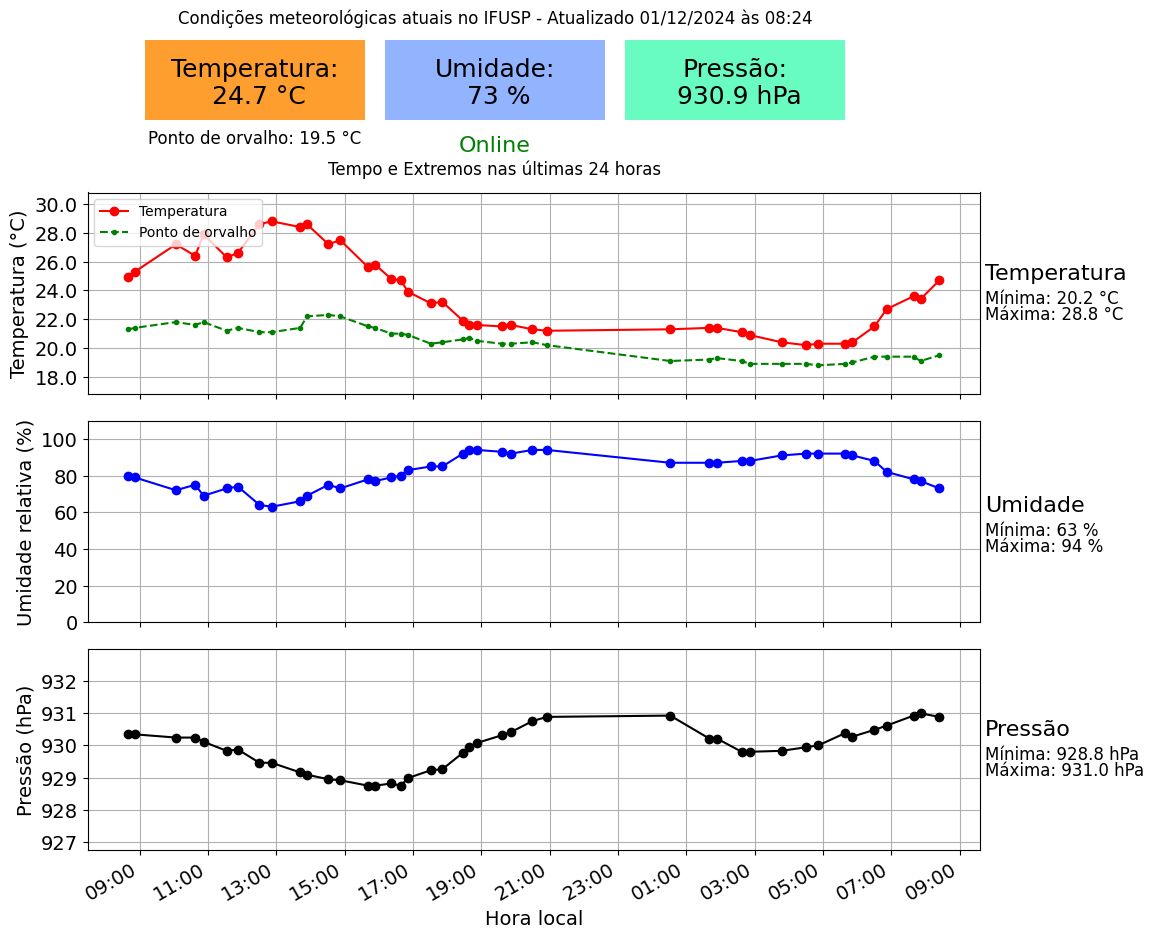 Condições meteorológicas atuais no IFUSP - Atualizado 01/12/2024 às 08:24
Temperatura:
24.7 °C
Umidade:
73 %
Pressão:
930.9 hPa
Ponto de orvalho: 19.5 °C
Online
Tempo e Extremos nas últimas 24 horas
Temperatura (°C)
30.0
28.0
26.0
24.0
22.0
20.0
18.0
Temperatura
Ponto de orvalho
Temperatura
Mínima: 20.2 °C
Máxima: 28.8 °C
Umidade relativa (%)
100
80
60
40
20
0
Umidade
Mínima: 63 %
Máxima: 94 %
Pressão (hPa)
932
931
930
929
928
927
Pressão
Mínima: 928.8 hPa
Máxima: 931.0 hPa
09:00 11:00 13:00 15:00 17:00 19:00 21:00 23:00 01:00 03:00 05:00 07:00 09:00
Hora local